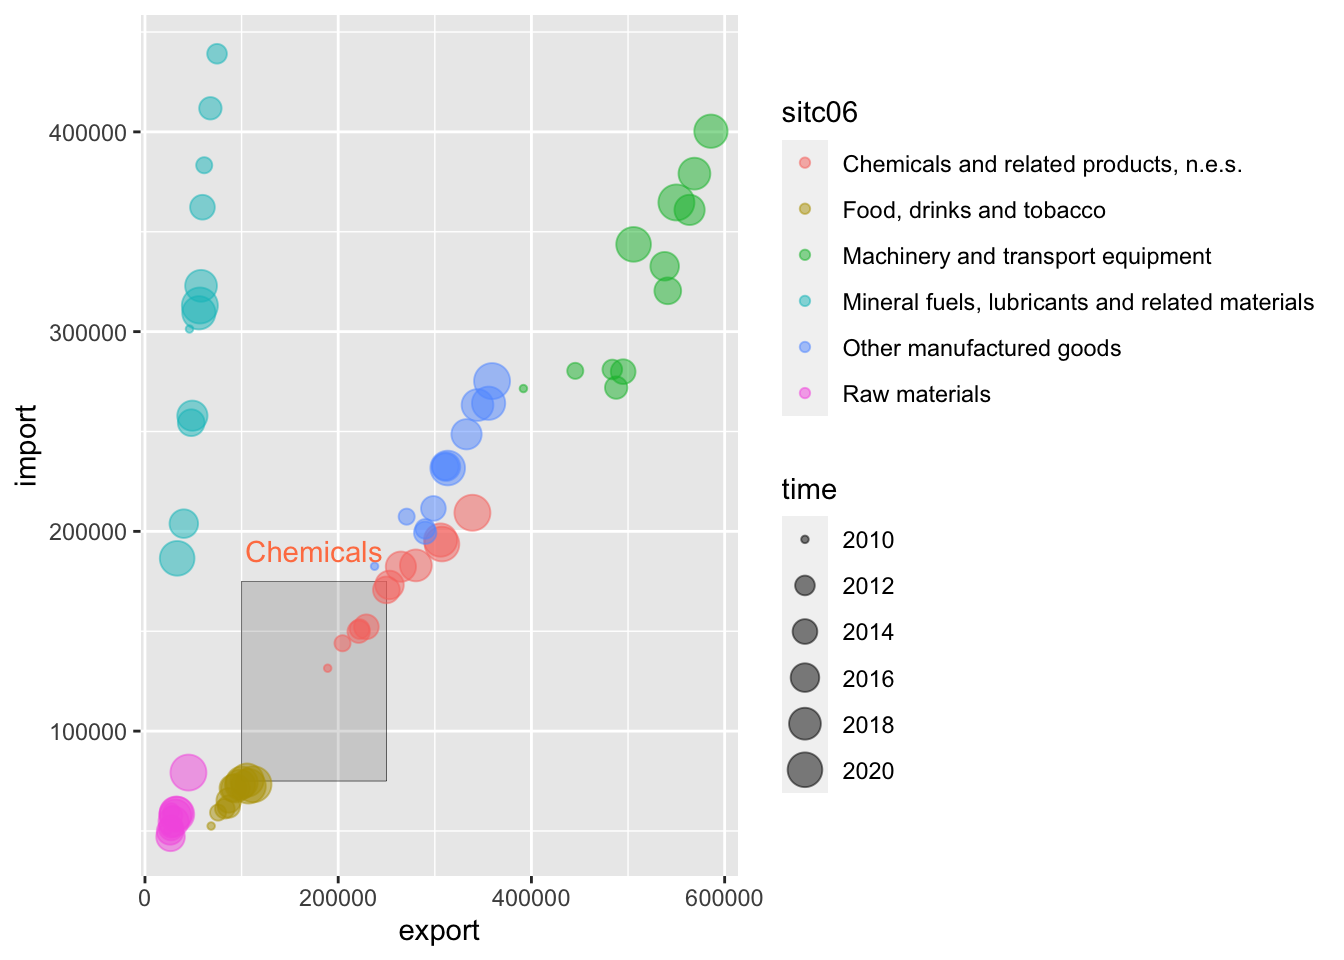 400000
300000
200000
100000
import
0
200000
400000
600000
export
Chemicals
sitc06
Chemicals and related products, n.e.s.
Food, drinks and tobacco
Machinery and transport equipment
Mineral fuels, lubricants and related materials
Other manufactured goods
Raw materials
time
2010
2012
2014
2016
2018
2020